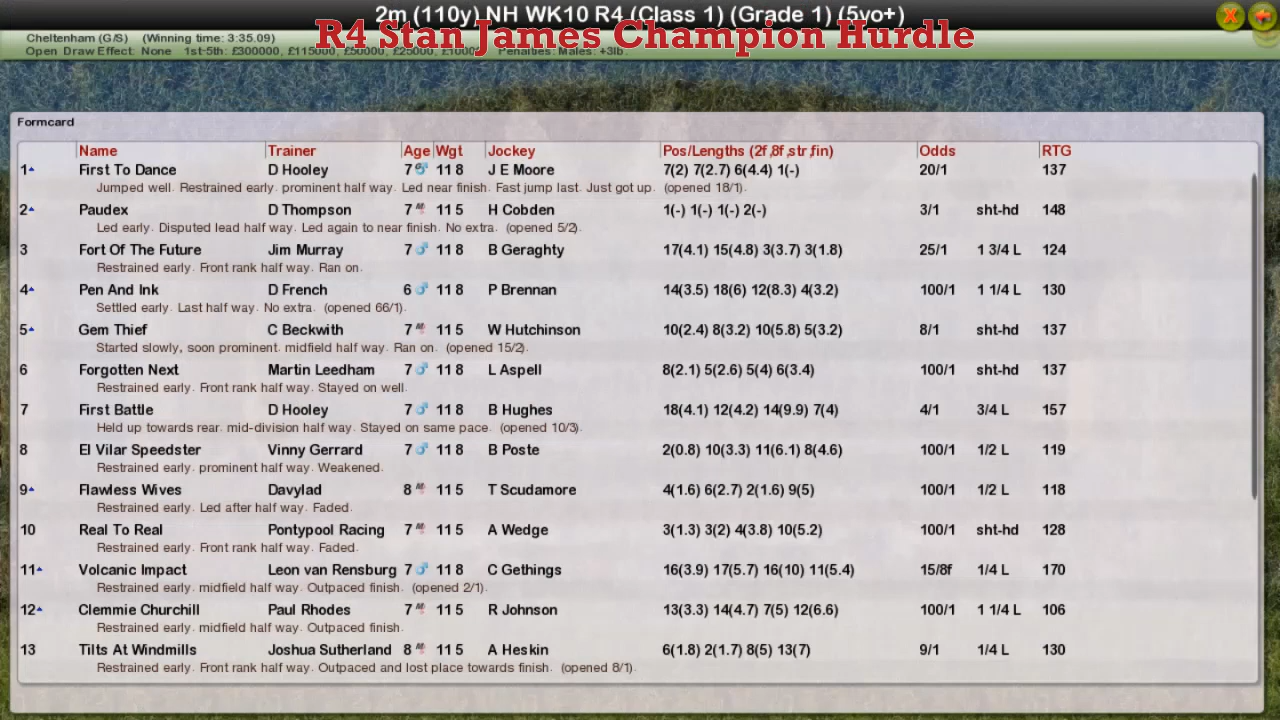 2m (110y) NH WK10 R4 (Class 1) (Grade 1) (5yo+)
R4 Stan James Champion Hurdle
Cheltenham (G/S) (Winning time: 3:35.09)
Open Draw Effect: None 1st-5th: £300000, £115000, £50000, £25000, £10000 Penalties: Males: +3lb.
Formcard
Name Trainer Age Wgt Jockey Pos/Lengths (2f,8f,str,fin) Odds RTG
1 First To Dance D Hooley 7 11 8 J E Moore 7(2) 7(2.7) 6(4.4) 1(-) 20/1 137
Jumped well. Restrained early. prominent half way. Led near finish. Fast jump last. Just got up. (opened 18/1).
2 Paudex D Thompson 7 11 5 H Cobden 1(-) 1(-) 1(-) 2(-) 3/1 sht-hd 148
Led early. Disputed lead half way. Led again to near finish. No extra. (opened 5/2).
3 Fort Of The Future Jim Murray 7 11 8 B Geraghty 17(4.1) 15(4.8) 3(3.7) 3(1.8) 25/1 1 3/4 L 124
Restrained early. Front rank half way. Ran on.
4 Pen And Ink D French 6 11 8 P Brennan 14(3.5) 18(6) 12(8.3) 4(3.2) 100/1 1 1/4 L 130
Settled early. Last half way. No extra. (opened 66/1).
5 Gem Thief C Beckwith 7 11 5 W Hutchinson 10(2.4) 8(3.2) 10(5.8) 5(3.2) 8/1 sht-hd 137
Started slowly, soon prominent. midfield half way. Ran on. (opened 15/2).
6 Forgotten Next Martin Leedham 7 11 8 L Aspell 8(2.1) 5(2.6) 5(4) 6(3.4) 100/1 sht-hd 137
Restrained early. Front rank half way. Stayed on well.
7 First Battle D Hooley 7 11 8 B Hughes 18(4.1) 12(4.2) 14(9.9) 7(4) 4/1 3/4 L 157
Held up towards rear. mid-division half way. Stayed on same pace. (opened 10/3).
8 El Vilar Speedster Vinny Gerrard 7 11 8 B Poste 2(0.8) 10(3.3) 11(6.1) 8(4.6) 100/1 1/2 L 119
Restrained early. prominent half way. Weakened.
9 Flawless Wives Davylad 8 11 5 T Scudamore 4(1.6) 6(2.7) 2(1.6) 9(5) 100/1 1/2 L 118
Restrained early. Led after half way. Faded.
10 Real To Real Pontypool Racing 7 11 5 A Wedge 3(1.3) 3(2) 4(3.8) 10(5.2) 100/1 sht-hd 128
Restrained early. Front rank half way. Faded.
11 Volcanic Impact Leon van Rensburg 7 11 8 C Gethings 16(3.9) 17(5.7) 16(10) 11(5.4) 15/8f 1/4 L 170
Restrained early. midfield half way. Outpaced finish. (opened 2/1).
12 Clemmie Churchill Paul Rhodes 7 11 5 R Johnson 13(3.3) 14(4.7) 7(5) 12(6.6) 100/1 1 1/4 L 106
Restrained early. midfield half way. Outpaced finish.
13 Tilts At Windmills Joshua Sutherland 8 11 5 A Heskin 6(1.8) 2(1.7) 8(5) 13(7) 9/1 1/4 L 130
Restrained early. Front rank half way. Outpaced and lost place towards finish. (opened 8/1).